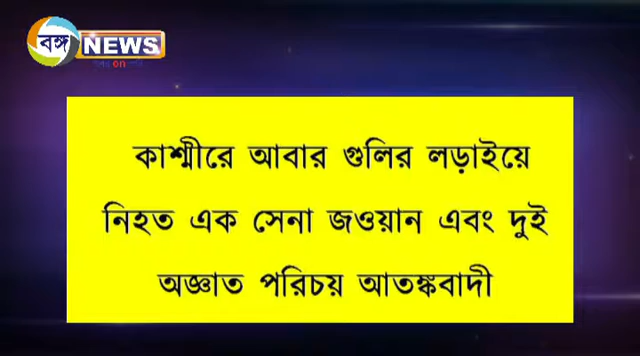 বঙ্গ NEWS
কাশ্মীরে আবার গুলির লড়াইয়ে
নিহত এক সেনা জওয়ান এবং দুই
অজ্ঞাত পরিচয় আতঙ্কবাদী